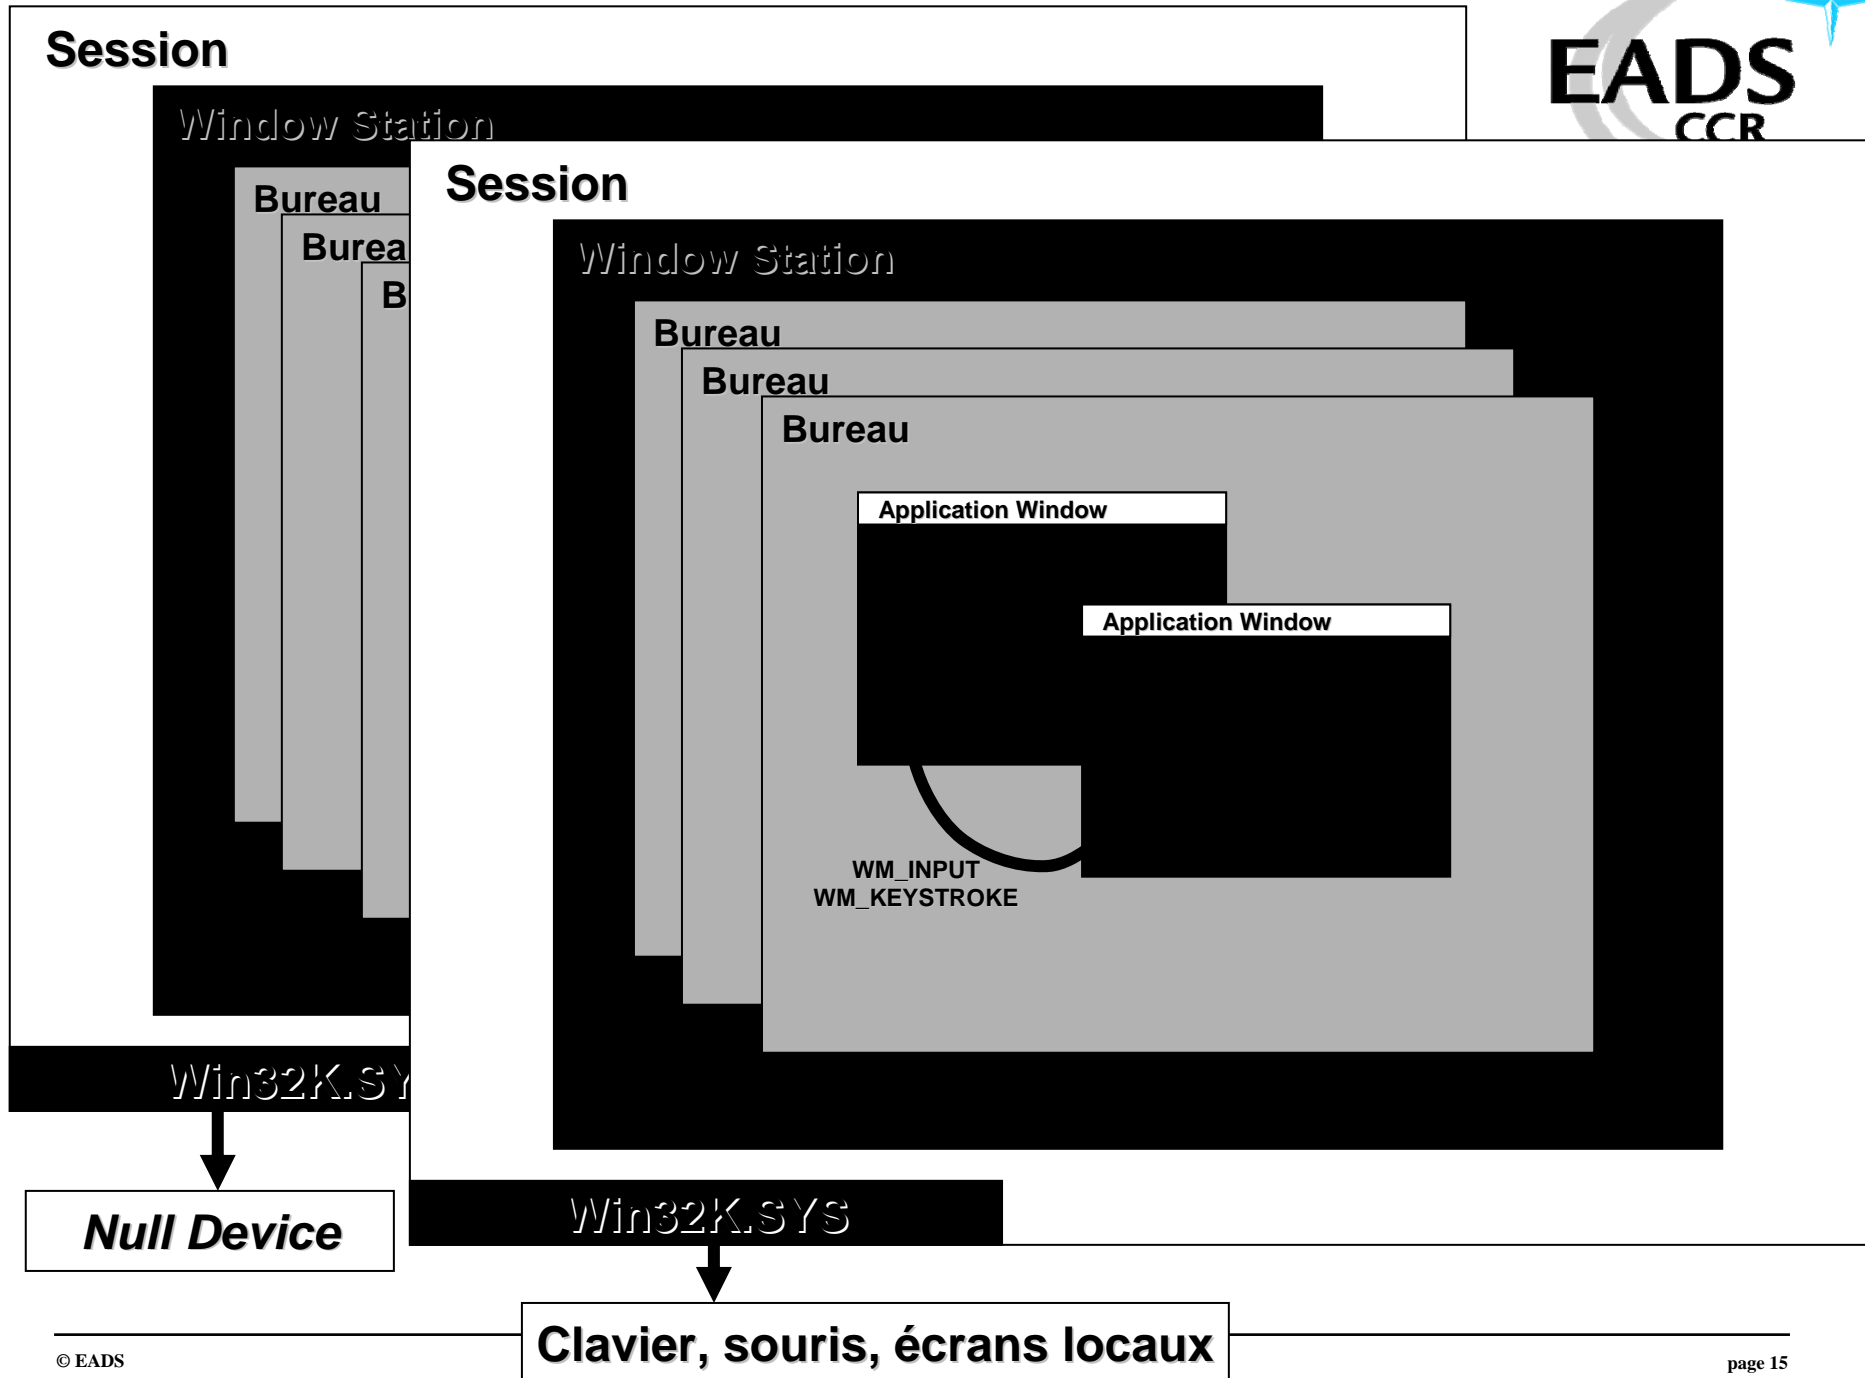 Session
EADS
CCR
Window Station
Bureau
Burea
B
Session
Window Station
Bureau
Bureau
Bureau
Application Window
Application Window
WM_INPUT
WM_KEYSTROKE
Win32K.SY
Null Device
Win32K.SYS
Clavier, souris, écrans locaux
© EADS
page 15